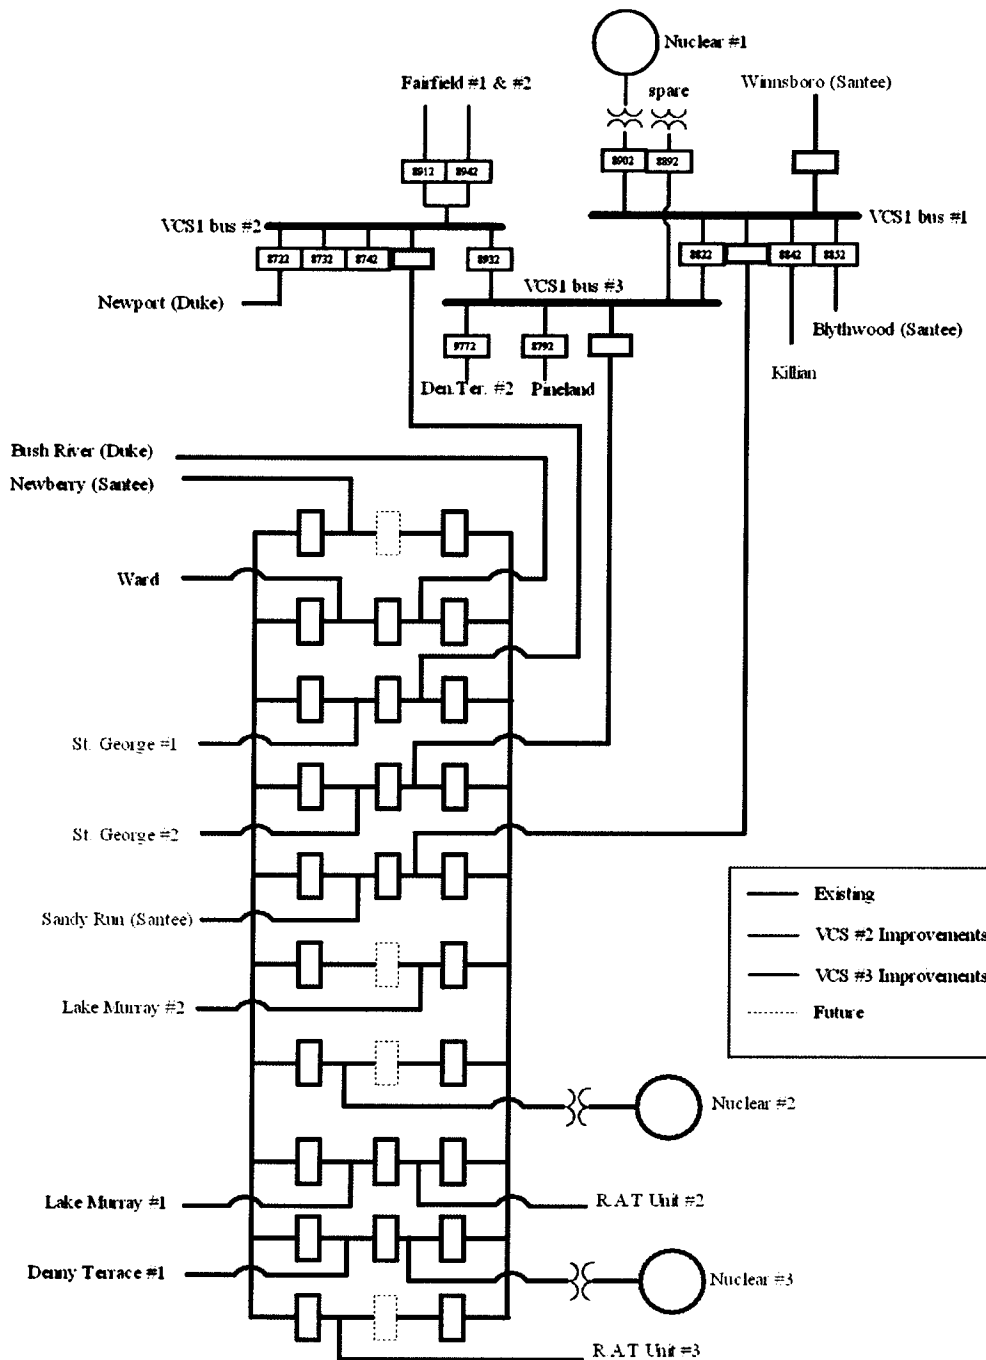 Nuclear #1
Fairfield #1 & #2
spare
Winnsboro (Santee)
8912 8942
8902 8892
VCS1 bus #2
VCS1 bus #1
8722 8732 8742 8932
8822 8842 8852
Newport (Duke)
VCS1 bus #3
Blythwood (Santee)
9772 8792
Killian
Den.Ter. #2
Pineland
Bush River (Duke)
Newberry (Santee)
Ward
St. George #1
St. George #2
Sandy Run (Santee)
Existing
VCS #2 Improvements
VCS #3 Improvements
Future
Lake Murray #2
Nuclear #2
Lake Murray #1
R.A.T Unit #2
Denny Terrace #1
Nuclear #3
R.A.T Unit #3